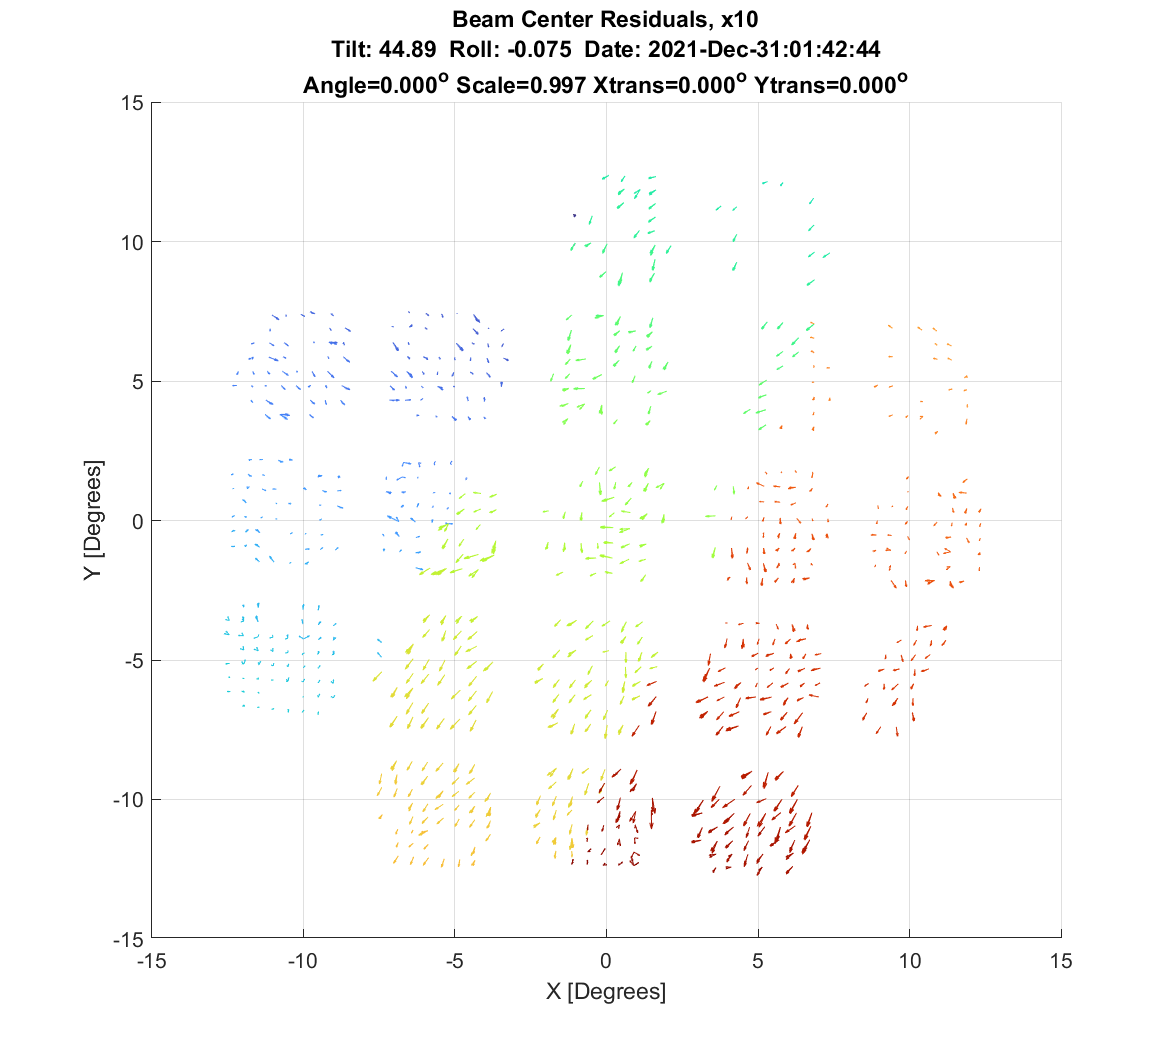 Beam Center Residuals, x10
Tilt: 44.89  Roll: -0.075  Date: 2021-Dec-31:01:42:44
Angle=0.000° Scale=0.997 Xtrans=0.000° Ytrans=0.000°
15
10
5
0
-5
-10
-15
Y [Degrees]
-15 -10 -5 0 5 10 15
X [Degrees]